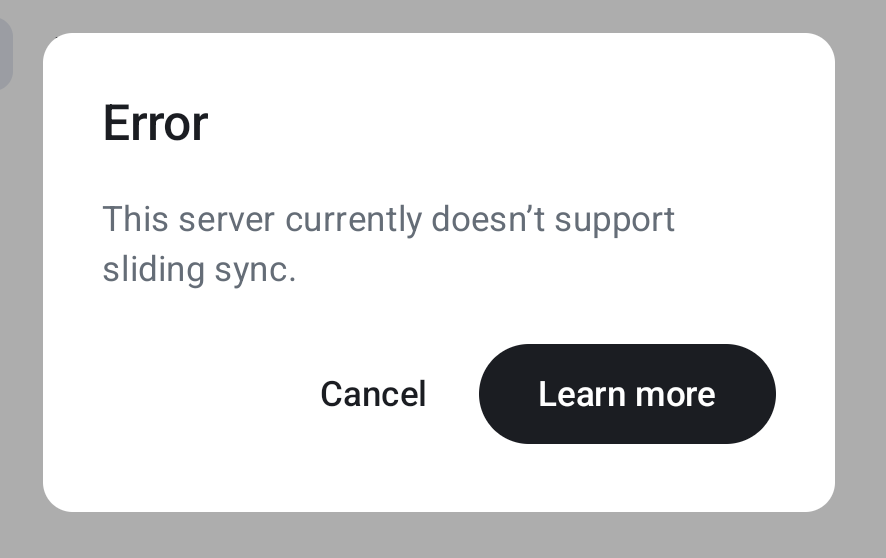 Error
This server currently doesn’t support
sliding sync.
Cancel
Learn more